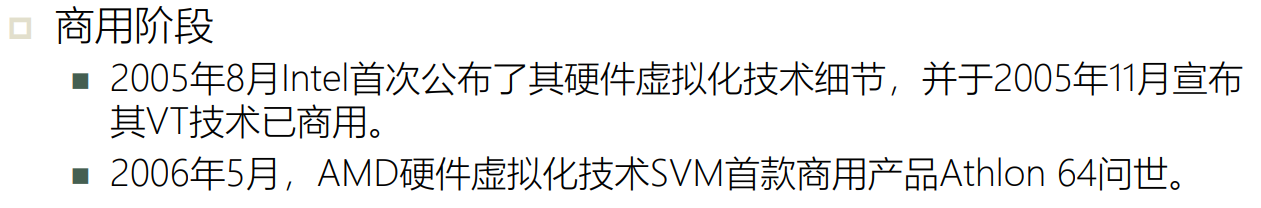 商用阶段
2005年8月Intel首次公布了其硬件虚拟化技术细节，并于2005年11月宣布
其VT技术已商用。
2006年5月，AMD硬件虚拟化技术SVM首款商用产品Athlon 64问世。